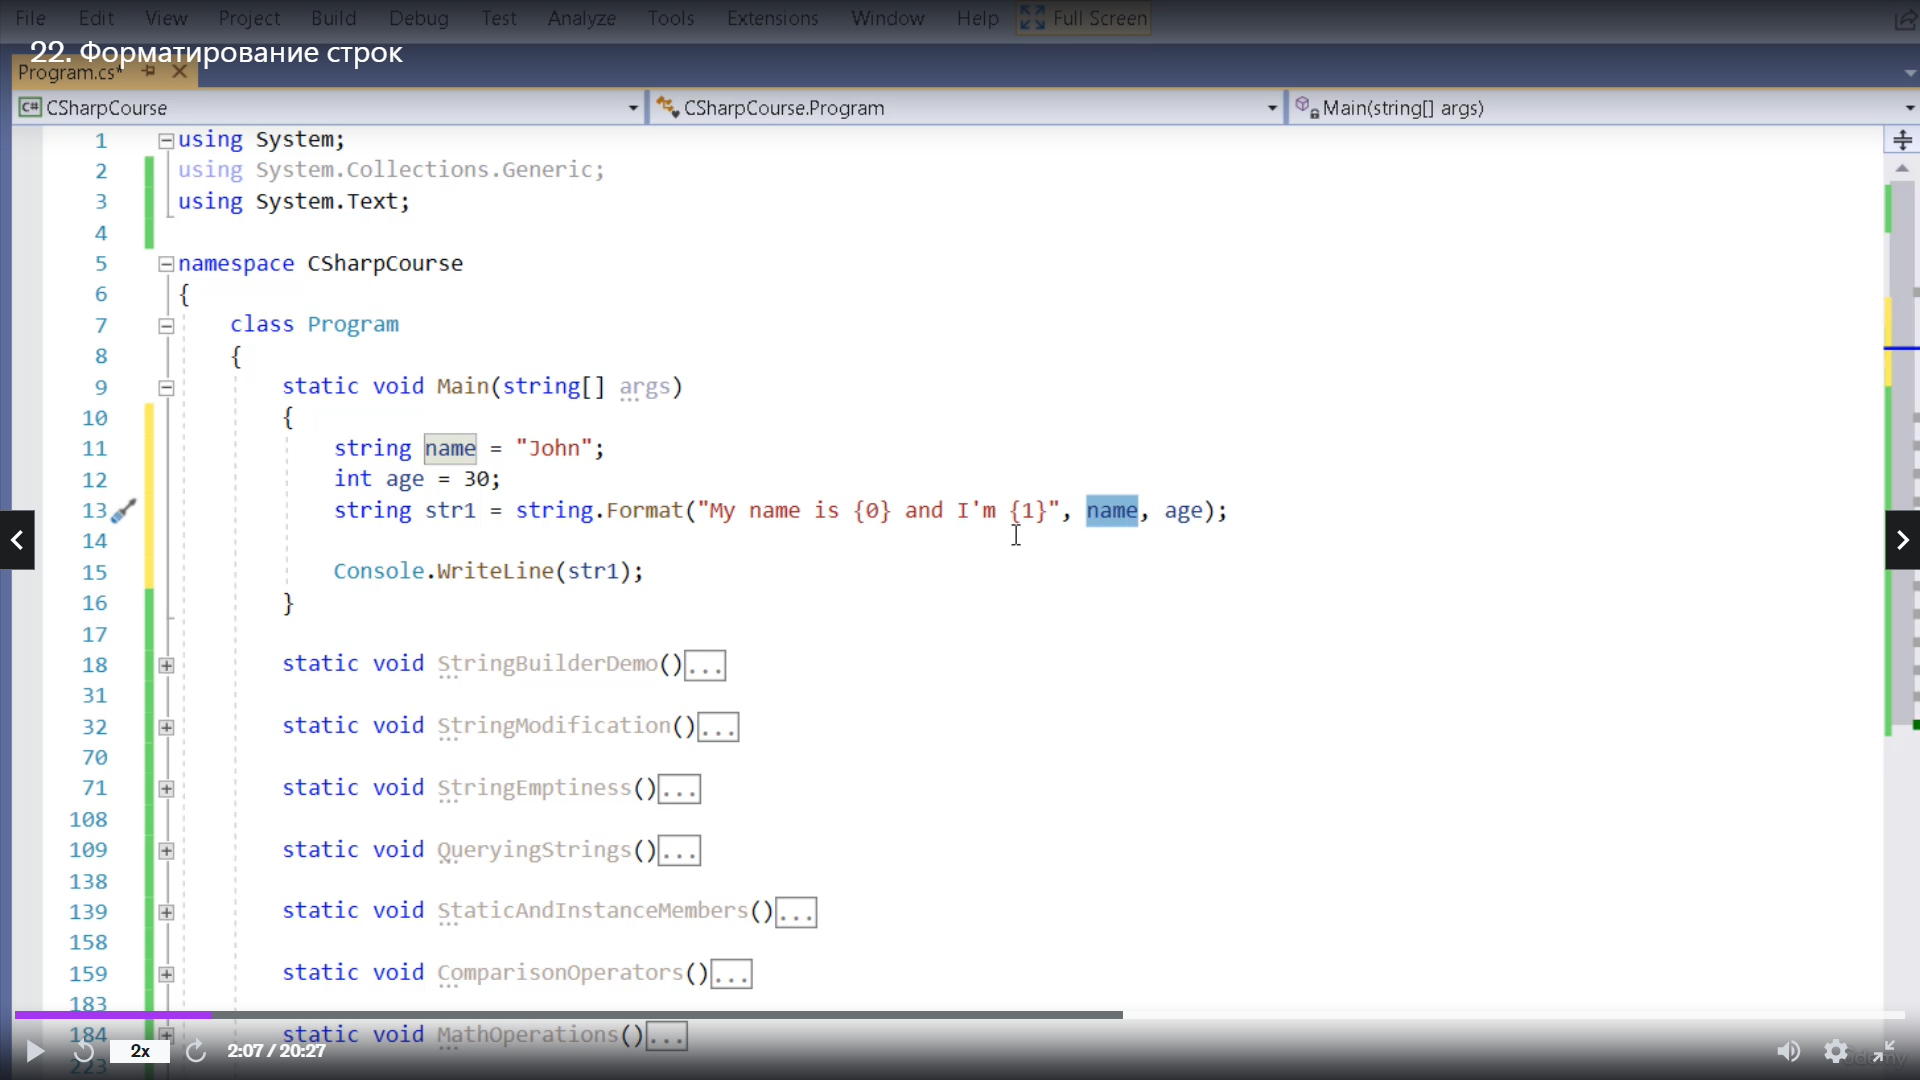 File Edit View Project Build Debug Test Analyze Tools Extensions Window Help Full Screen
22. Форматирование строк
Program.cs*
C# CSharpCourse CSharpCourse.Program Main(string[] args)
1 using System;
2 using System.Collections.Generic;
3 using System.Text;
4
5 namespace CSharpCourse
6 {
7 class Program
8 {
9 static void Main(string[] args)
10 {
11 string name = "John";
12 int age = 30;
13 string str1 = string.Format("My name is {0} and I'm {1}", name, age);
14
15 Console.WriteLine(str1);
16 }
17
18 static void StringBuilderDemo()...
31
32 static void StringModification()...
70
71 static void StringEmptiness()...
108
109 static void QueryingStrings()...
138
139 static void StaticAndInstanceMembers()...
158
159 static void ComparisonOperators()...
183
184 static void MathOperations()...
223
2x 2:07 / 20:27